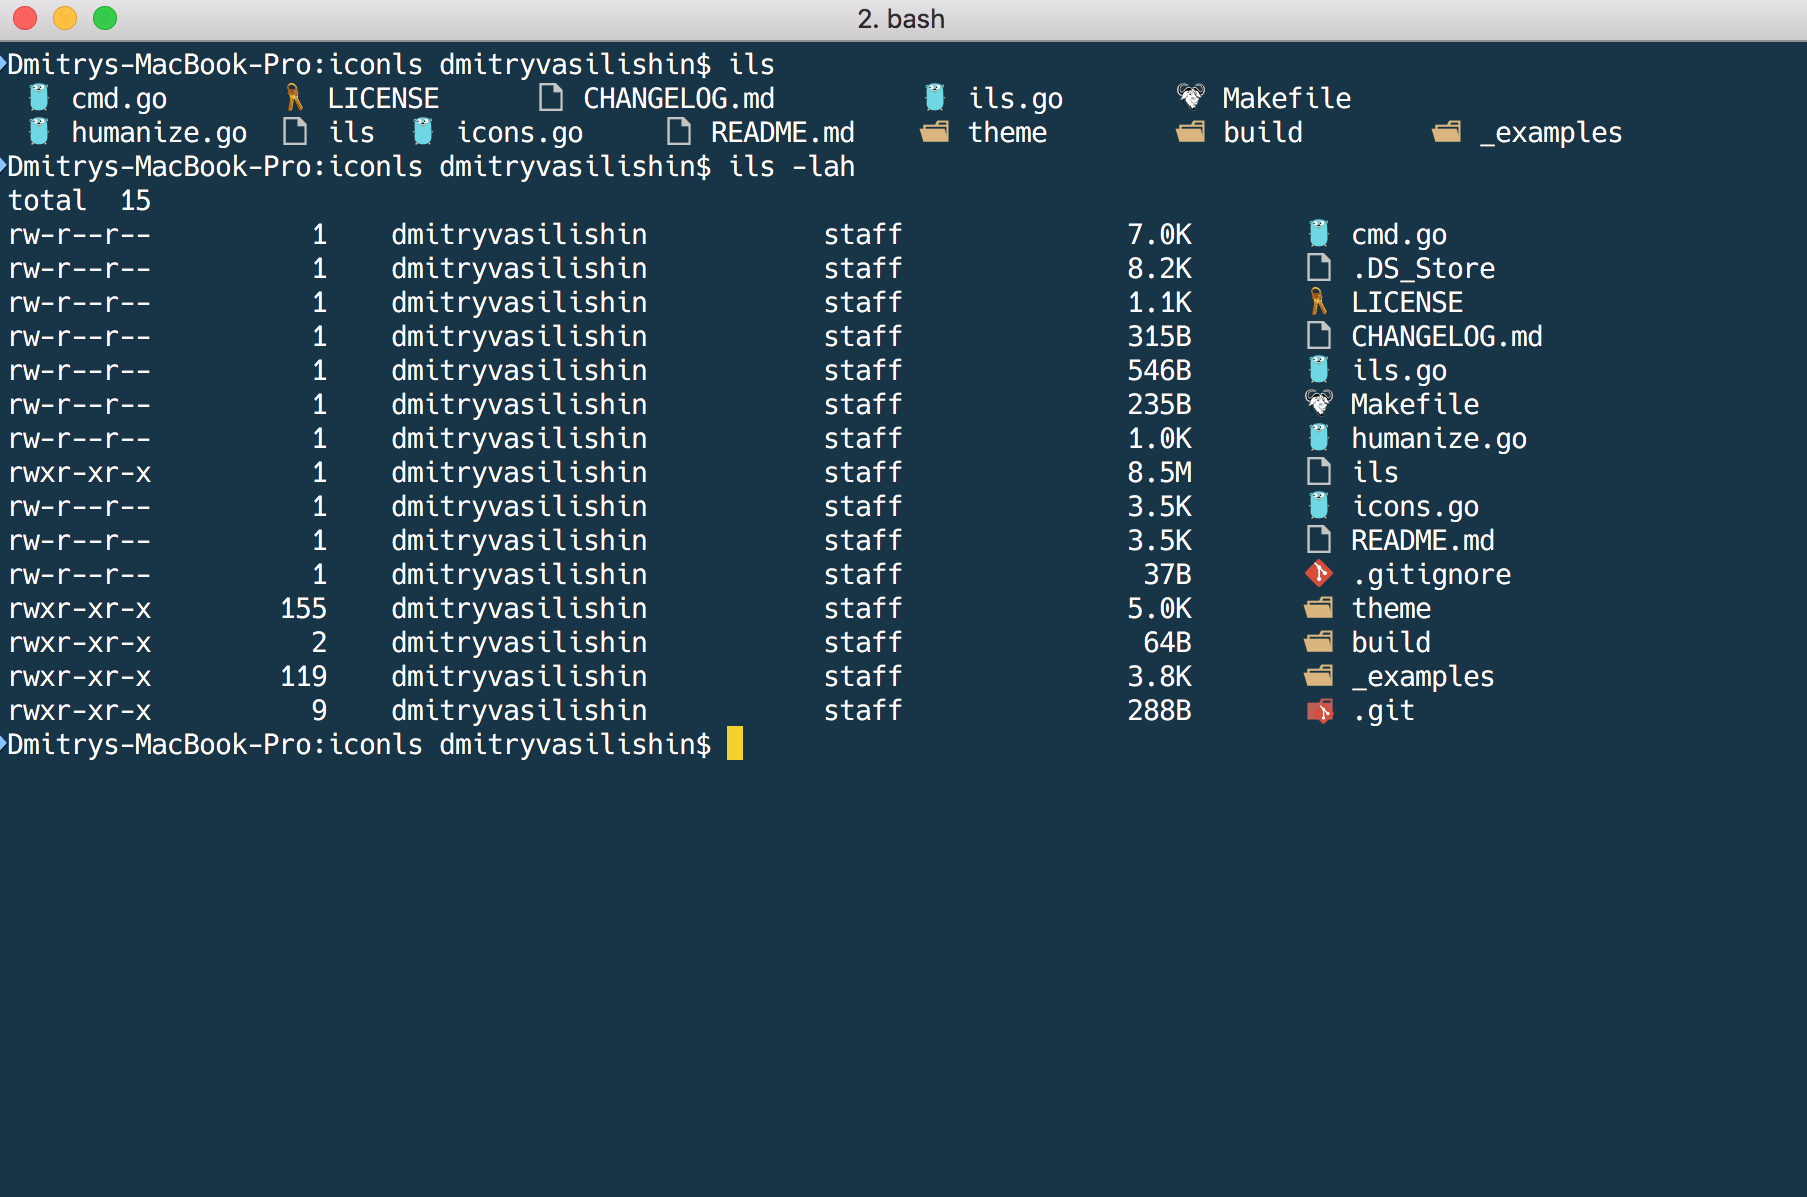 2. bash
Dmitrys-MacBook-Pro:iconls dmitryvasilishin$ ils
cmd.go LICENSE CHANGELOG.md ils.go Makefile
humanize.go ils icons.go README.md theme build _examples
Dmitrys-MacBook-Pro:iconls dmitryvasilishin$ ils -lah
total 15
rw-r--r-- 1 dmitryvasilishin staff 7.0K cmd.go
rw-r--r-- 1 dmitryvasilishin staff 8.2K .DS_Store
rw-r--r-- 1 dmitryvasilishin staff 1.1K LICENSE
rw-r--r-- 1 dmitryvasilishin staff 315B CHANGELOG.md
rw-r--r-- 1 dmitryvasilishin staff 546B ils.go
rw-r--r-- 1 dmitryvasilishin staff 235B Makefile
rw-r--r-- 1 dmitryvasilishin staff 1.0K humanize.go
rwxr-xr-x 1 dmitryvasilishin staff 8.5M ils
rw-r--r-- 1 dmitryvasilishin staff 3.5K icons.go
rw-r--r-- 1 dmitryvasilishin staff 3.5K README.md
rw-r--r-- 1 dmitryvasilishin staff 37B .gitignore
rwxr-xr-x 155 dmitryvasilishin staff 5.0K theme
rwxr-xr-x 2 dmitryvasilishin staff 64B build
rwxr-xr-x 119 dmitryvasilishin staff 3.8K _examples
rwxr-xr-x 9 dmitryvasilishin staff 288B .git
Dmitrys-MacBook-Pro:iconls dmitryvasilishin$